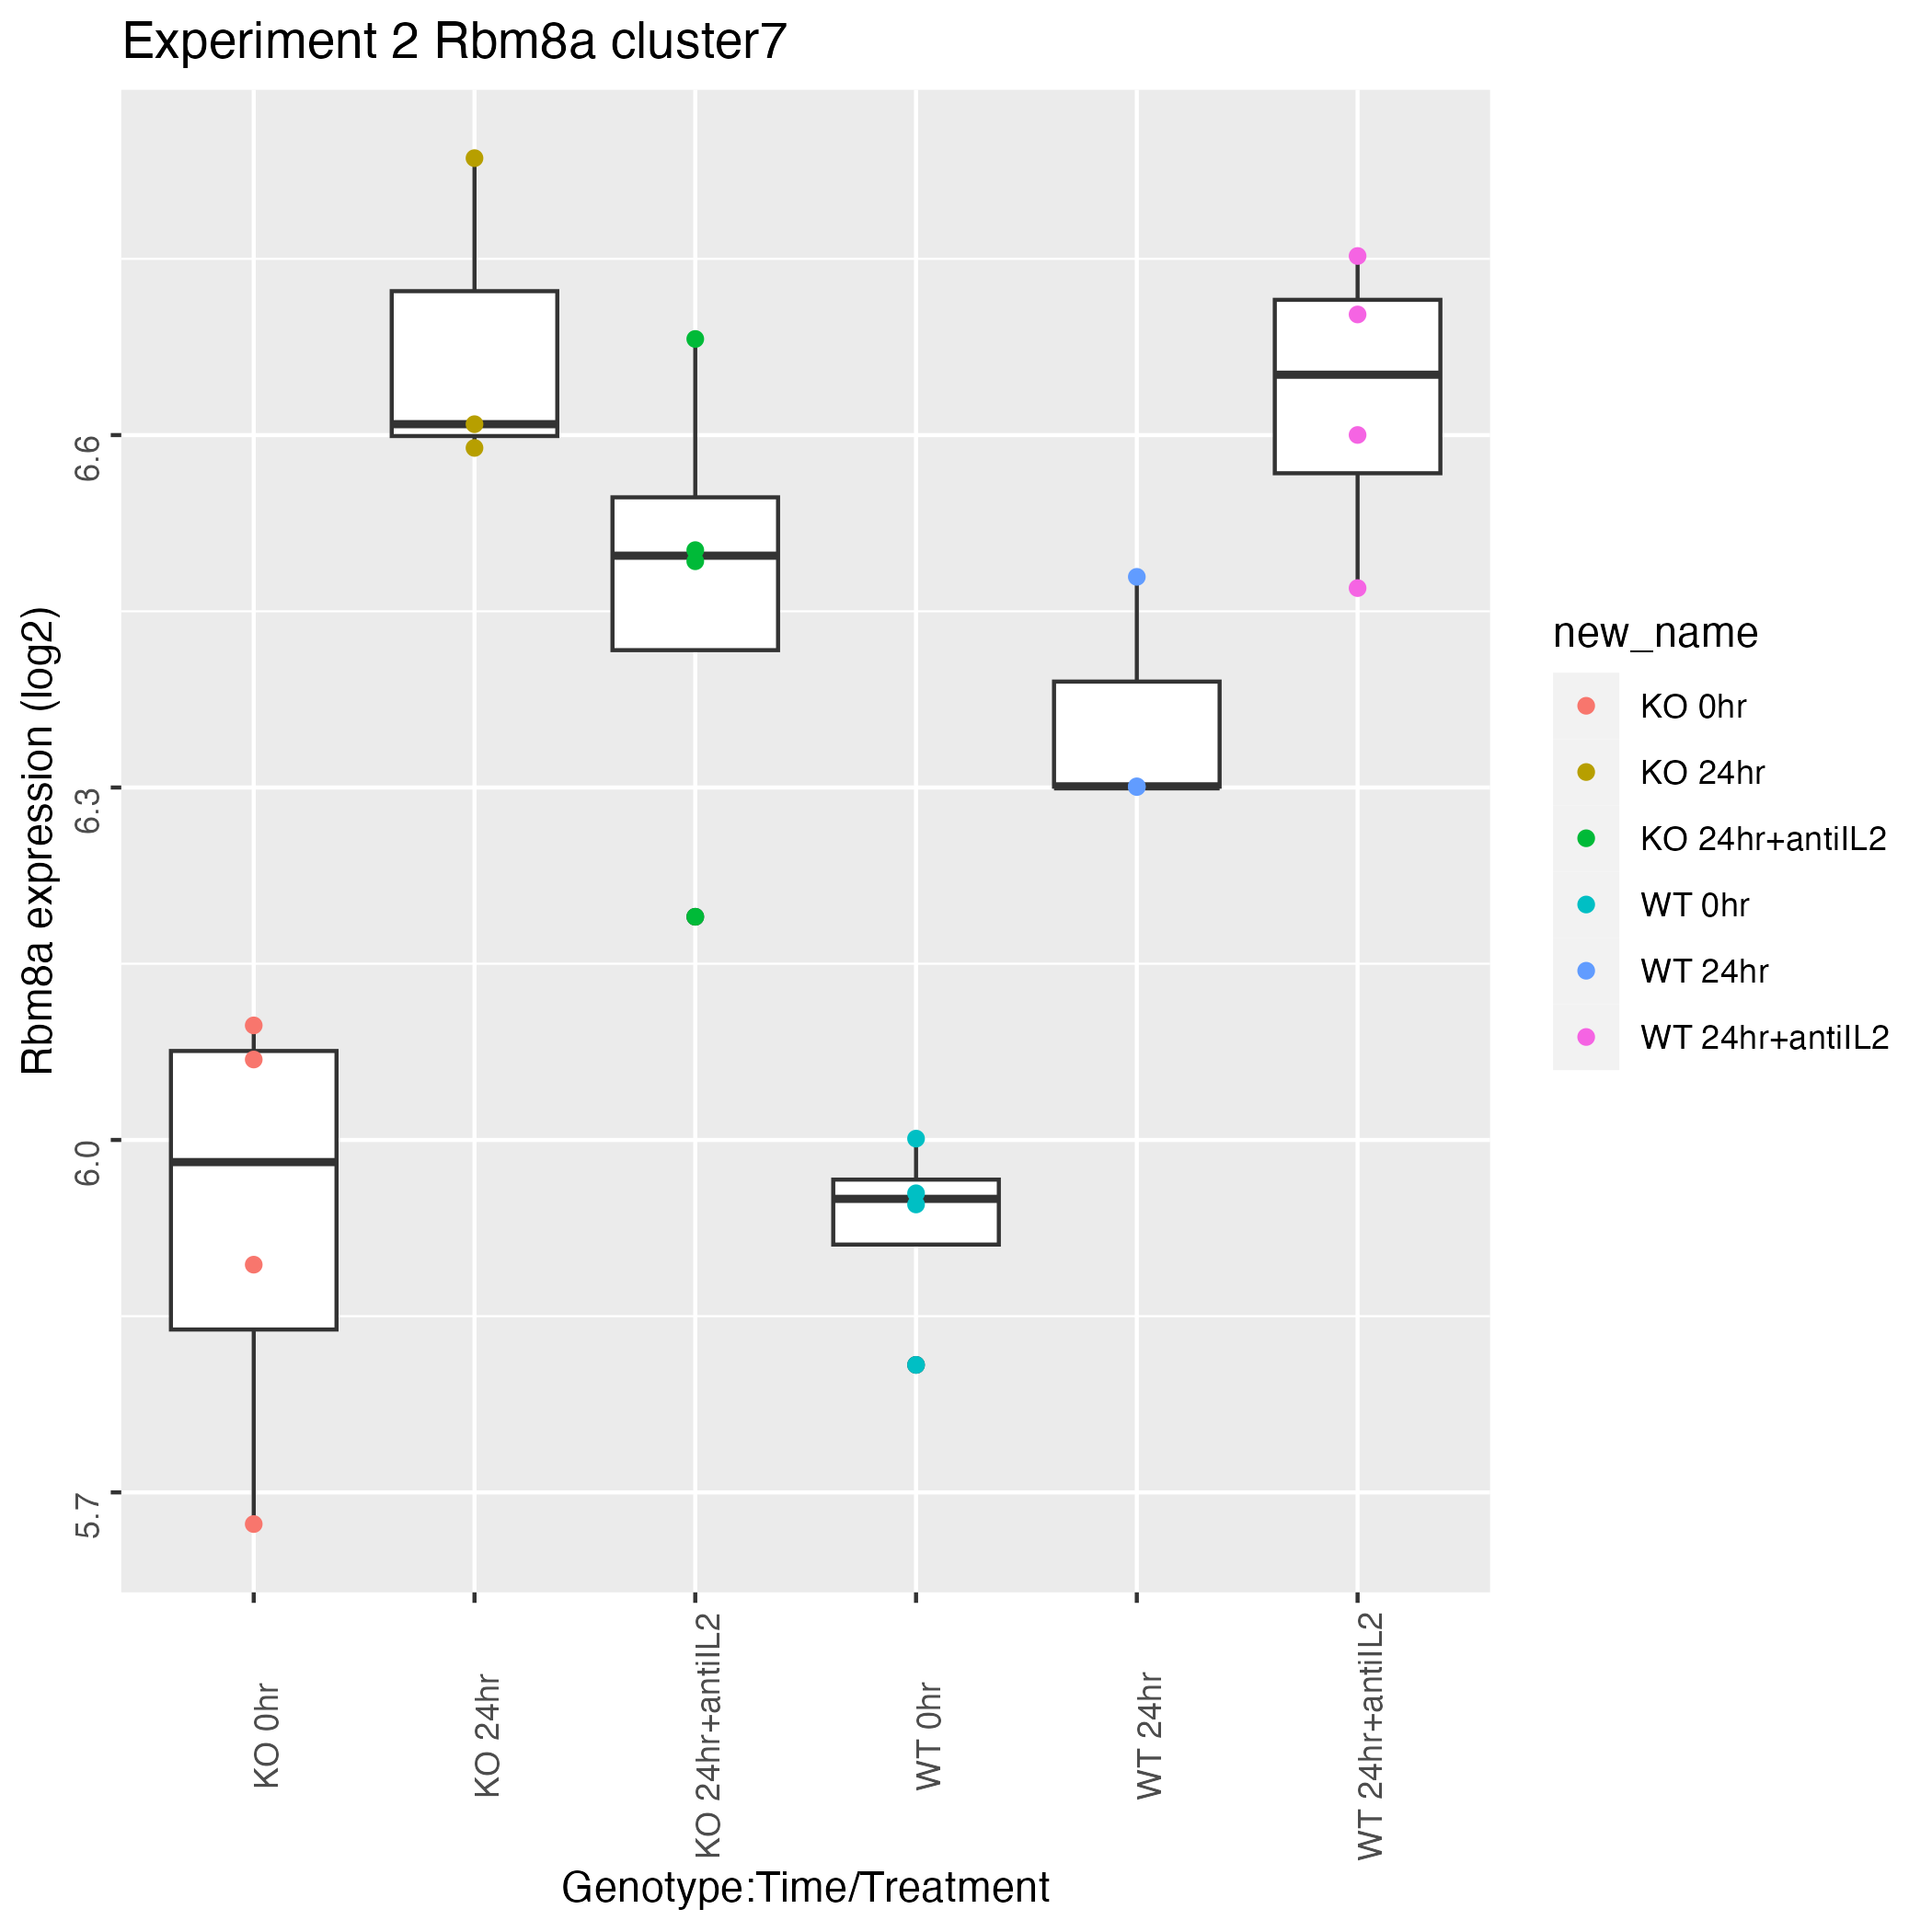 Experiment 2 Rbm8a cluster7
Rbm8a expression (log2)
6.6
6.3
6.0
5.7
KO 0hr
KO 24hr
KO 24hr+antiIL2
WT 0hr
WT 24hr
WT 24hr+antiIL2
Genotype:Time/Treatment
new_name
KO 0hr
KO 24hr
KO 24hr+antiIL2
WT 0hr
WT 24hr
WT 24hr+antiIL2